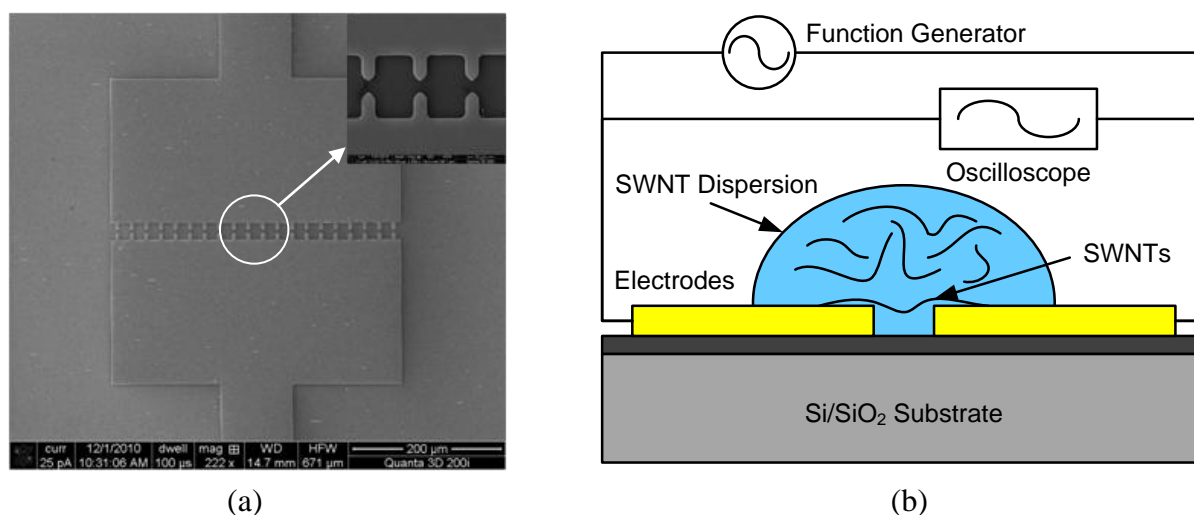 curr 12/1/2010 dwell mag WD HFW 200 µm
25 pA 10:31:06 AM 100 µs 222 x 14.7 mm 671 µm Quanta 3D 200i
(a)
Function Generator
Oscilloscope
SWNT Dispersion
SWNTs
Electrodes
Si/SiO₂ Substrate
(b)